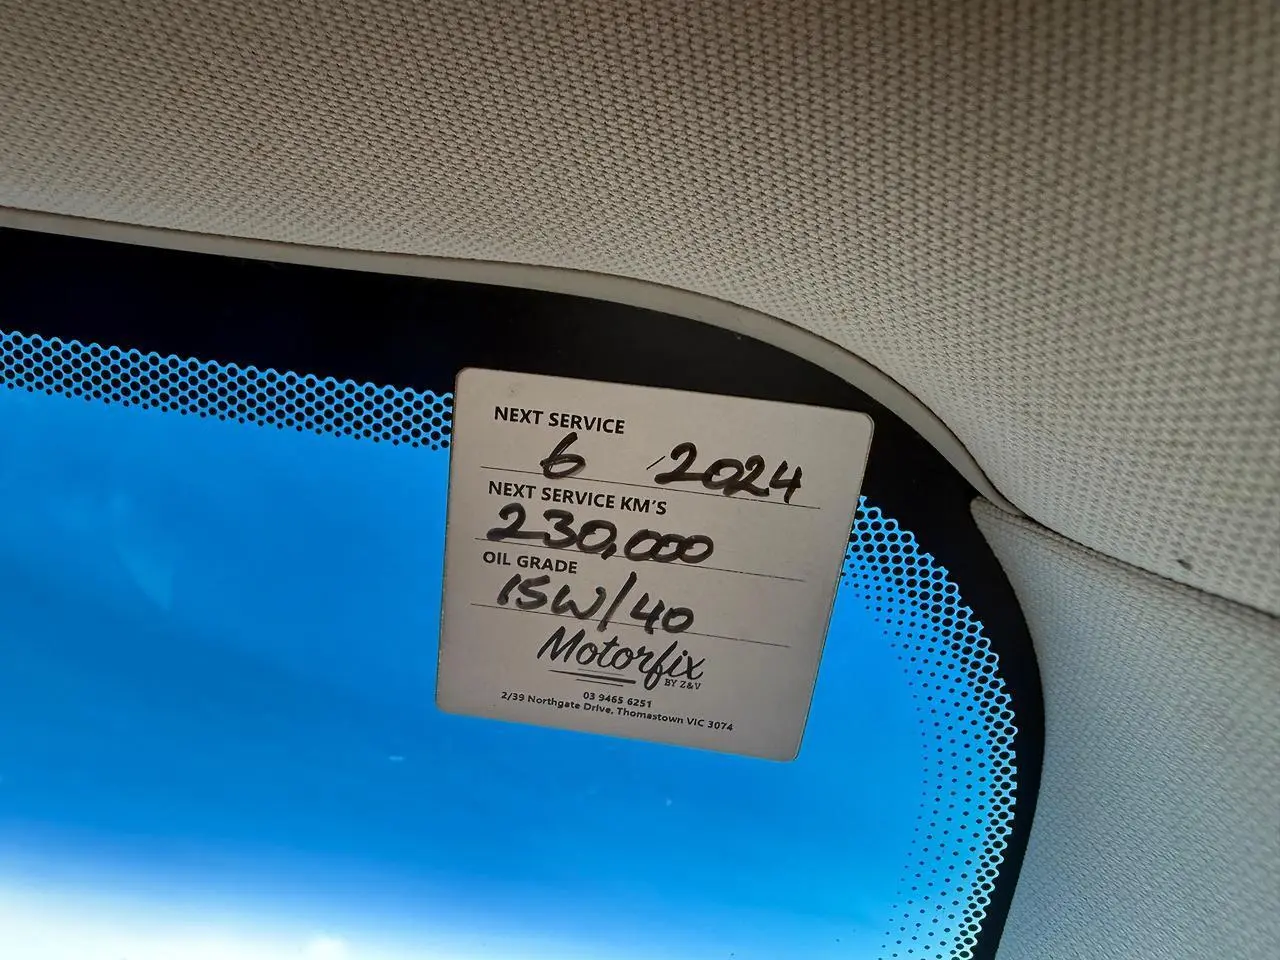 NEXT SERVICE
6 / 2024
NEXT SERVICE KM'S
230,000
OIL GRADE
15W/40
Motorfix
BY Z&V
03 9465 6251
2/39 Northgate Drive, Thomastown VIC 3074